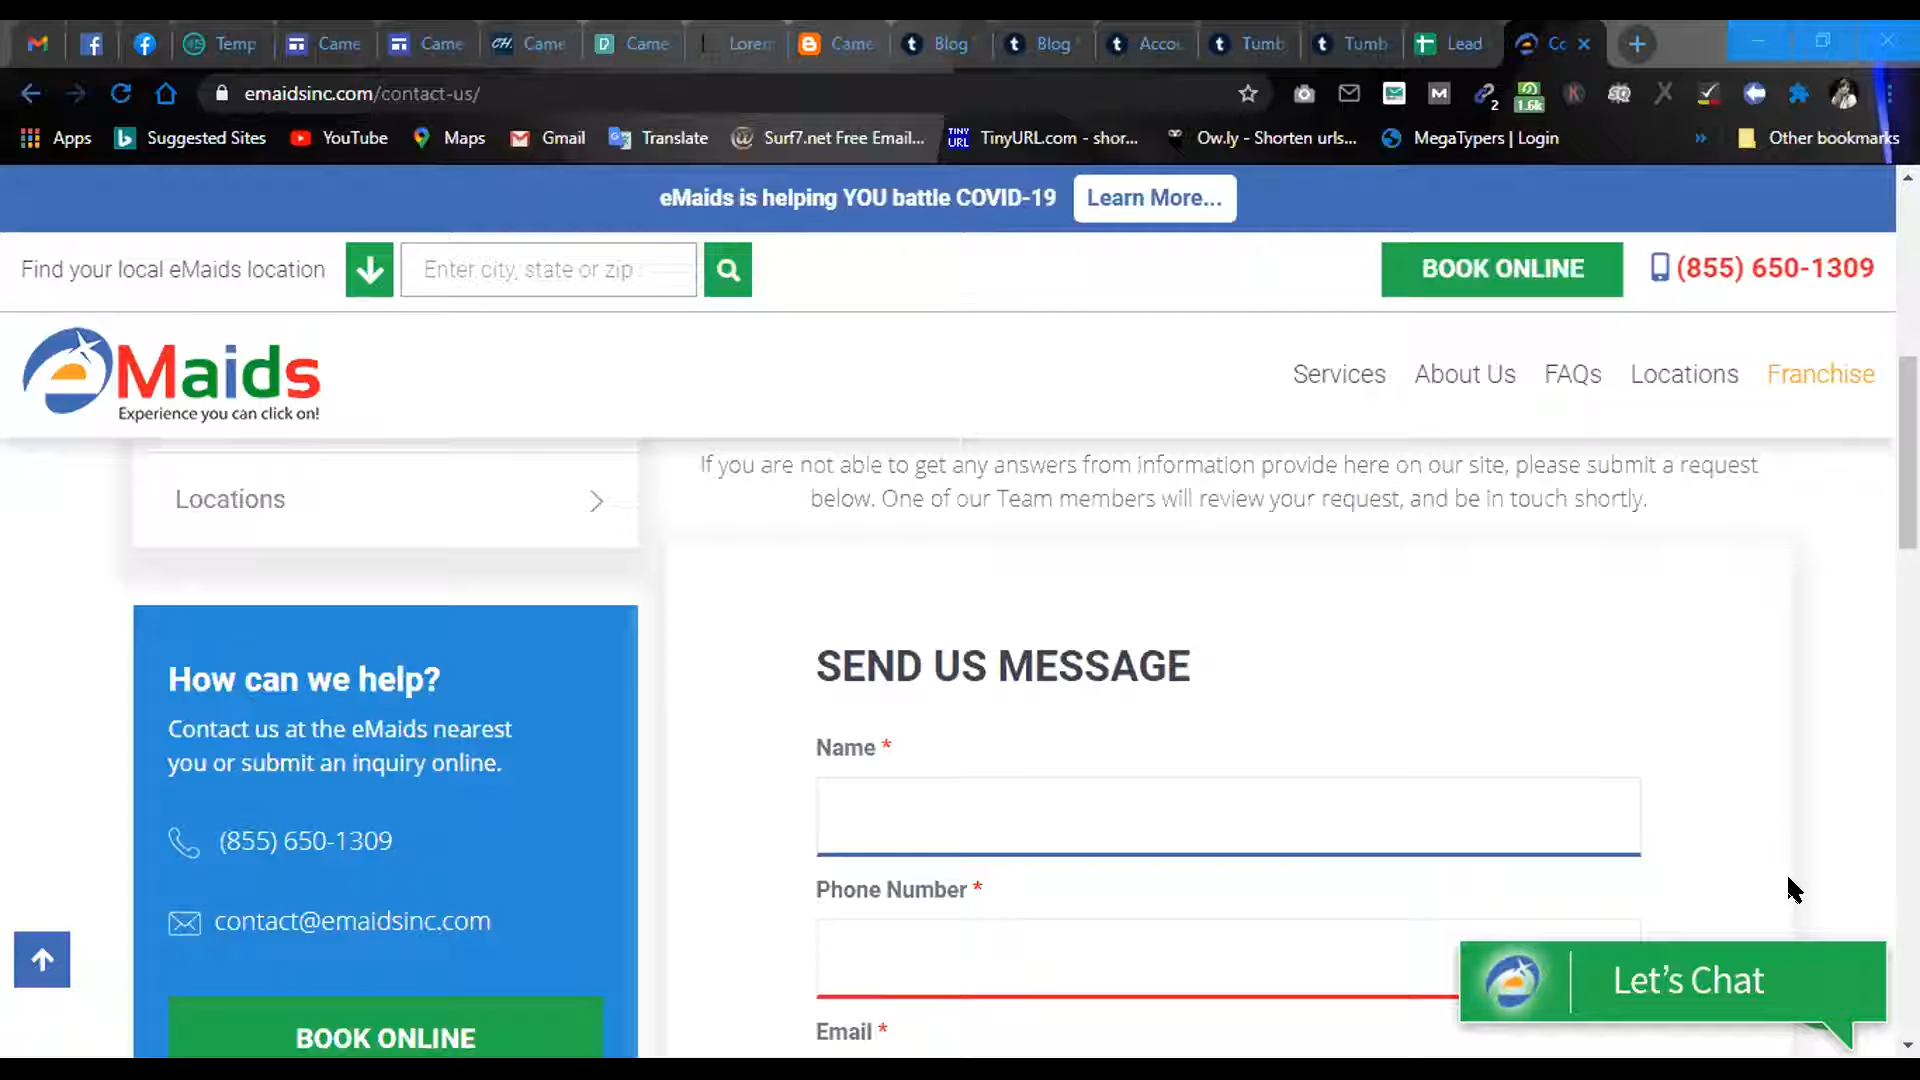 Temp
Came
Came
Came
Came
Lorem
Came
Blog
Blog
Accou
Tumb
Tumb
Lead
Cc
emaidsinc.com/contact-us/
2
1.6k
Apps
Suggested Sites
YouTube
Maps
Gmail
Translate
Surf7.net Free Email...
TINY
URL
TinyURL.com - shor...
Ow.ly - Shorten urls...
MegaTypers | Login
Other bookmarks
eMaids is helping YOU battle COVID-19
Learn More...
Find your local eMaids location
Enter city, state or zip
BOOK ONLINE
(855) 650-1309
eMaids
Experience you can click on!
Services
About Us
FAQs
Locations
Franchise
If you are not able to get any answers from information provide here on our site, please submit a request
below. One of our Team members will review your request, and be in touch shortly.
Locations
How can we help?
Contact us at the eMaids nearest
you or submit an inquiry online.
(855) 650-1309
contact@emaidsinc.com
BOOK ONLINE
SEND US MESSAGE
Name *
Phone Number *
Email *
Let's Chat